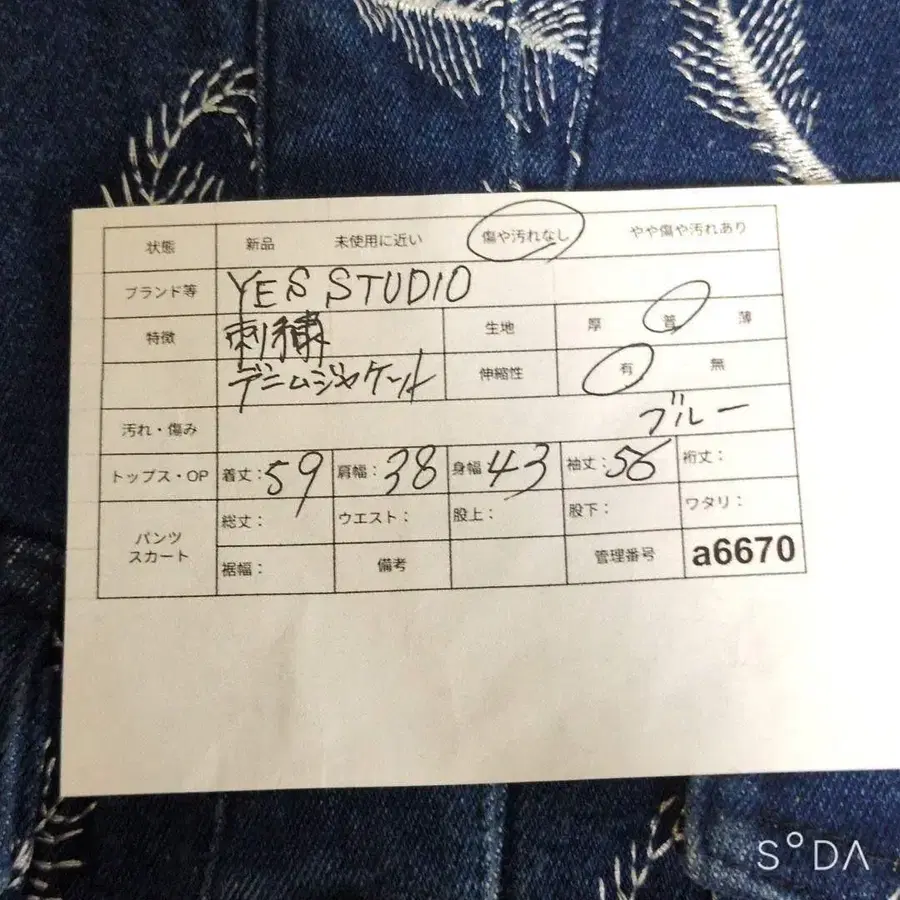 状態 新品 未使用に近い 傷や汚れなし やや傷や汚れあり
ブランド等 YES STUDIO
特徴 刺繍 生地 厚 普 薄
デニムジャケット 伸縮性 有 無
汚れ・傷み ブルー
トップス・OP 着丈:59 肩幅:38 身幅43 袖丈:56 裄丈:
パンツ スカート 総丈: ウエスト: 股上: 股下: ワタリ:
裾幅: 備考 管理番号 a6670
SODA